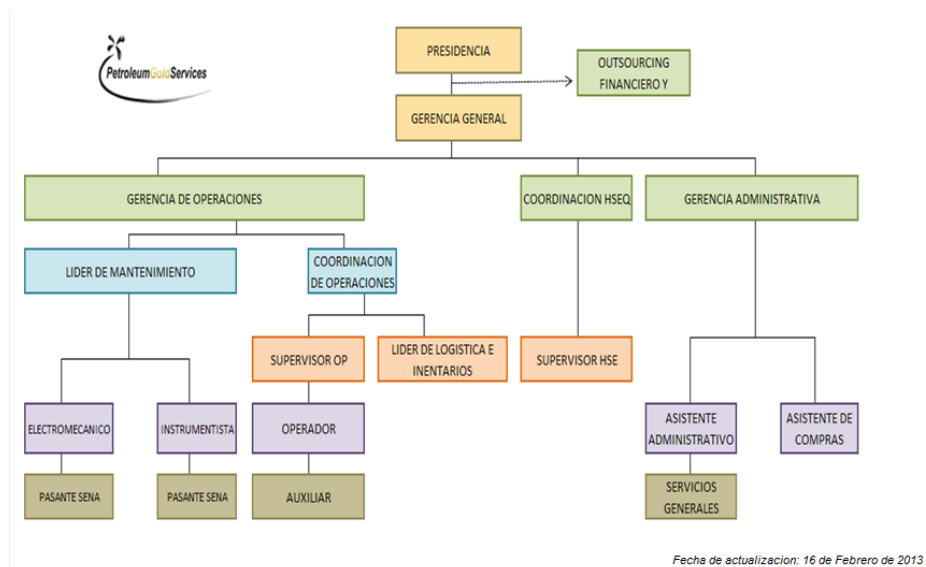 PetroleumGoldServices
PRESIDENCIA
OUTSOURCING
FINANCIERO Y
GERENCIA GENERAL
GERENCIA DE OPERACIONES
COORDINACION HSEQ
GERENCIA ADMINISTRATIVA
LIDER DE MANTENIMIENTO
COORDINACION
DE OPERACIONES
SUPERVISOR OP
LIDER DE LOGISTICA E
INENTARIOS
SUPERVISOR HSE
ELECTROMECANICO
INSTRUMENTISTA
OPERADOR
ASISTENTE
ADMINISTRATIVO
ASISTENTE DE
COMPRAS
PASANTE SENA
PASANTE SENA
AUXILIAR
SERVICIOS
GENERALES
Fecha de actualizacion: 16 de Febrero de 2013